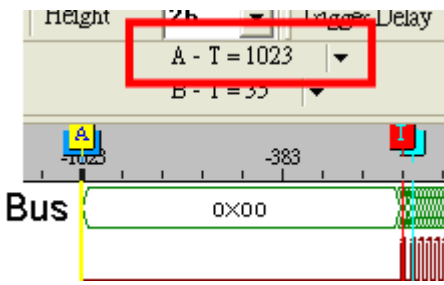 Height 26 Trigger Delay
A - T = 1023
B - T = 35
A T
-1023 -383
Bus 0X00